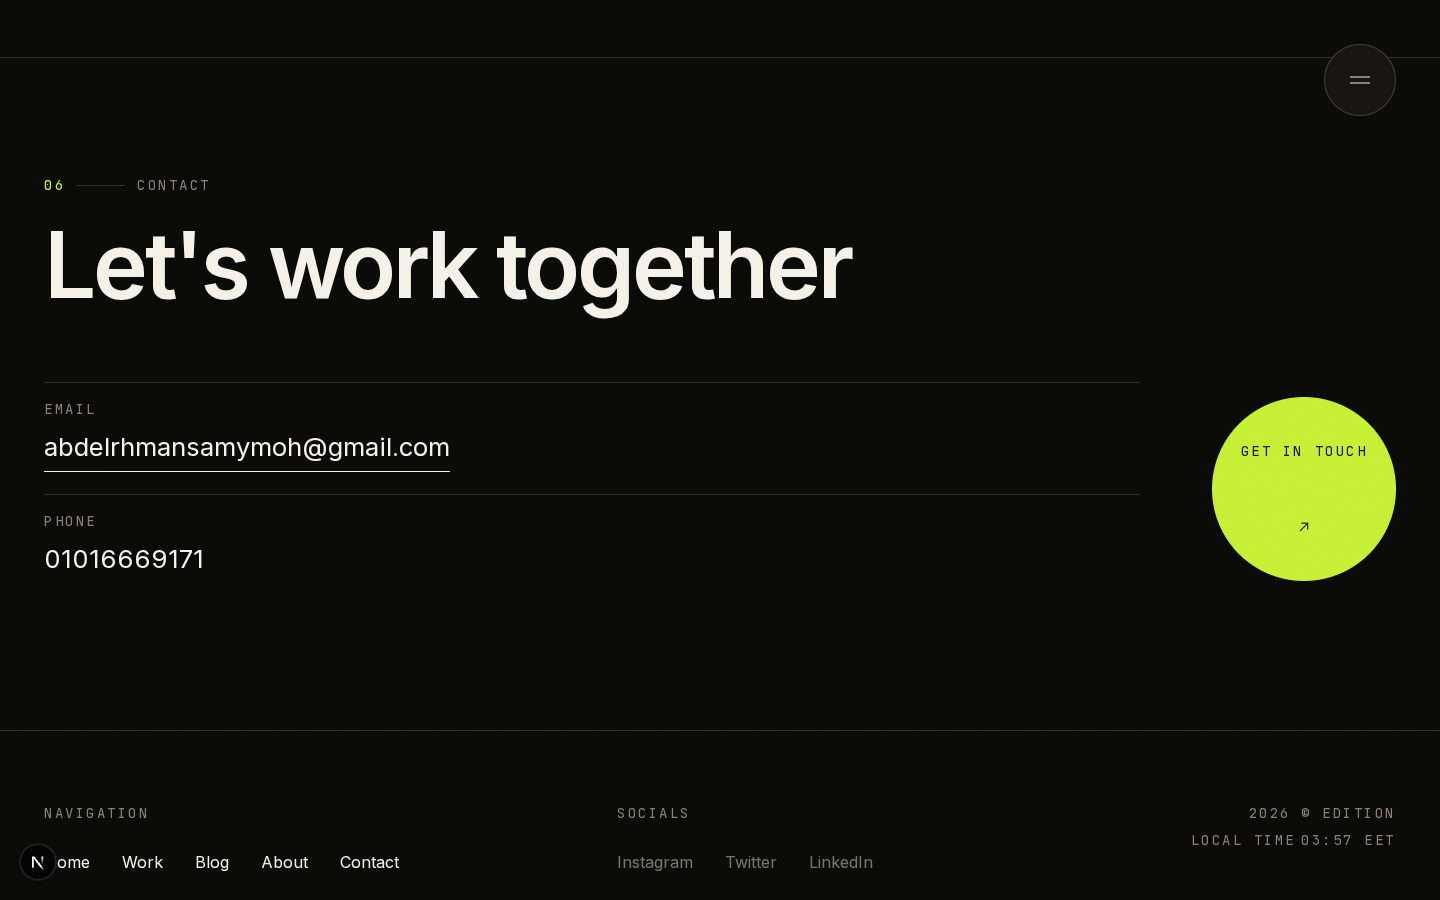 06 CONTACT
Let's work together
EMAIL
abdelrhmansamymoh@gmail.com
PHONE
01016669171
GET IN TOUCH
↗
NAVIGATION
N ome Work Blog About Contact
SOCIALS
Instagram Twitter LinkedIn
2026 © EDITION
LOCAL TIME 03:57 EET